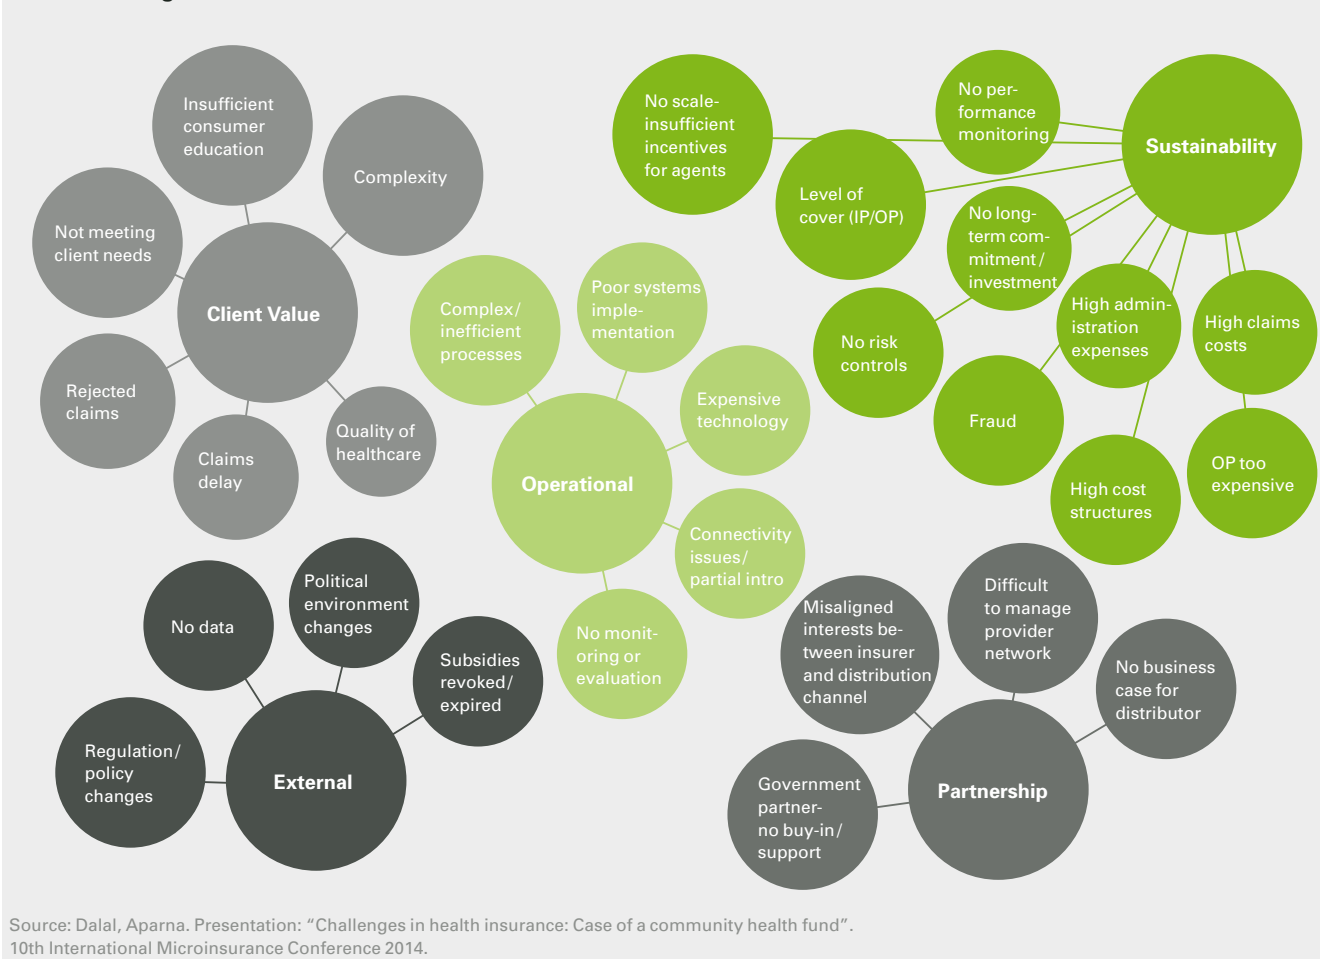 Insufficient
consumer
education
Complexity
Not meeting
client needs
Client Value
Rejected
claims
Claims
delay
Quality of
healthcare
Complex/
inefficient
processes
Poor systems
imple-
mentation
Expensive
technology
Operational
Connectivity
issues/
partial intro
No monit-
oring or
evaluation
No scale-
insufficient
incentives
for agents
No per-
formance
monitoring
Sustainability
Level of
cover (IP/OP)
No long-
term com-
mitment/
investment
No risk
controls
High admin-
istration
expenses
High claims
costs
Fraud
High cost
structures
OP too
expensive
No data
Political
environment
changes
Subsidies
revoked/
expired
Regulation/
policy
changes
External
Misaligned
interests be-
tween insurer
and distribution
channel
Difficult
to manage
provider
network
No business
case for
distributor
Government
partner-
no buy-in/
support
Partnership
Source: Dalal, Aparna. Presentation: “Challenges in health insurance: Case of a community health fund”.
10th International Microinsurance Conference 2014.